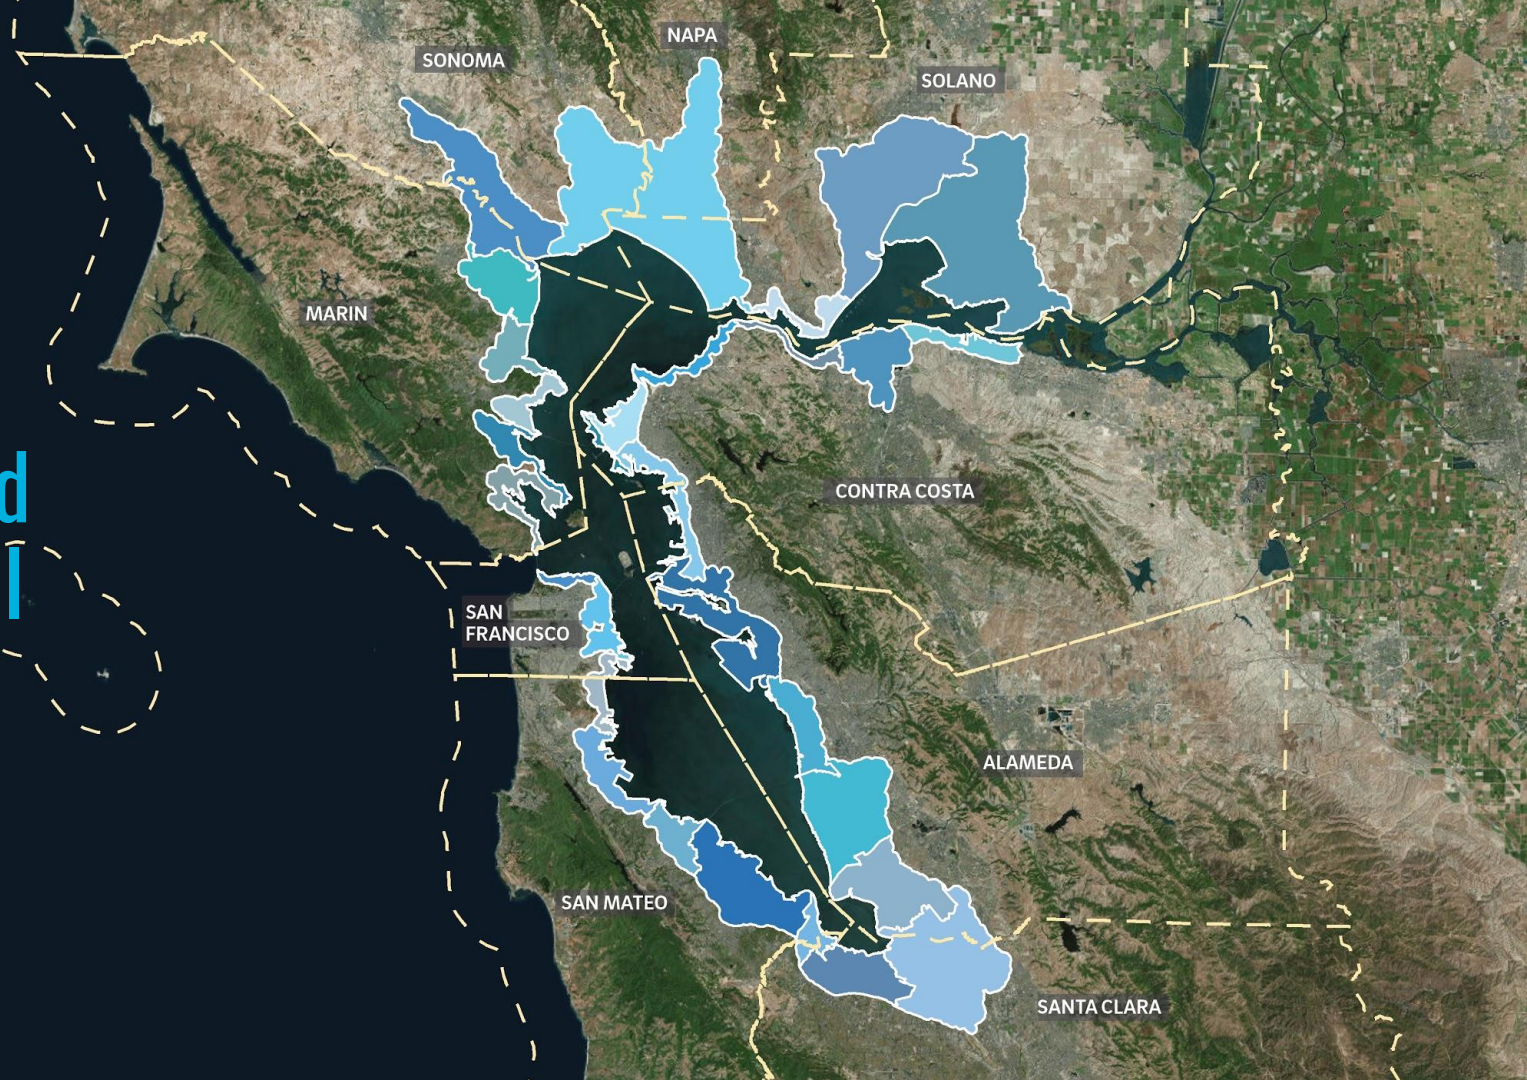 NAPA
SONOMA
SOLANO
MARIN
CONTRA COSTA
SAN
FRANCISCO
ALAMEDA
SAN MATEO
SANTA CLARA